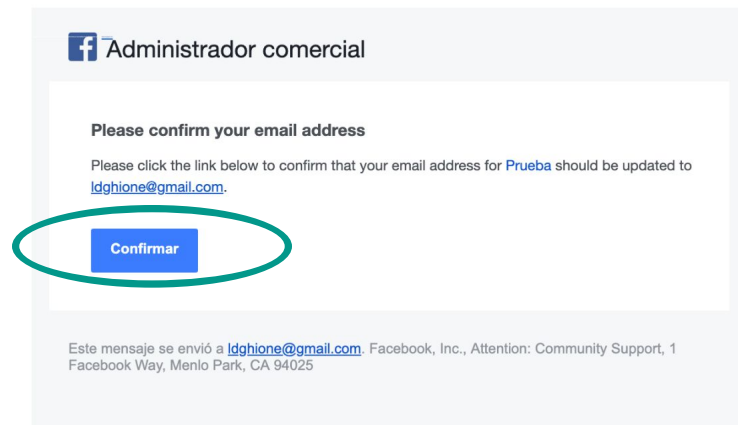 Administrador comercial
Please confirm your email address
Please click the link below to confirm that your email address for Prueba should be updated to
ldghione@gmail.com.
Confirmar
Este mensaje se envió a ldghione@gmail.com. Facebook, Inc., Attention: Community Support, 1
Facebook Way, Menlo Park, CA 94025